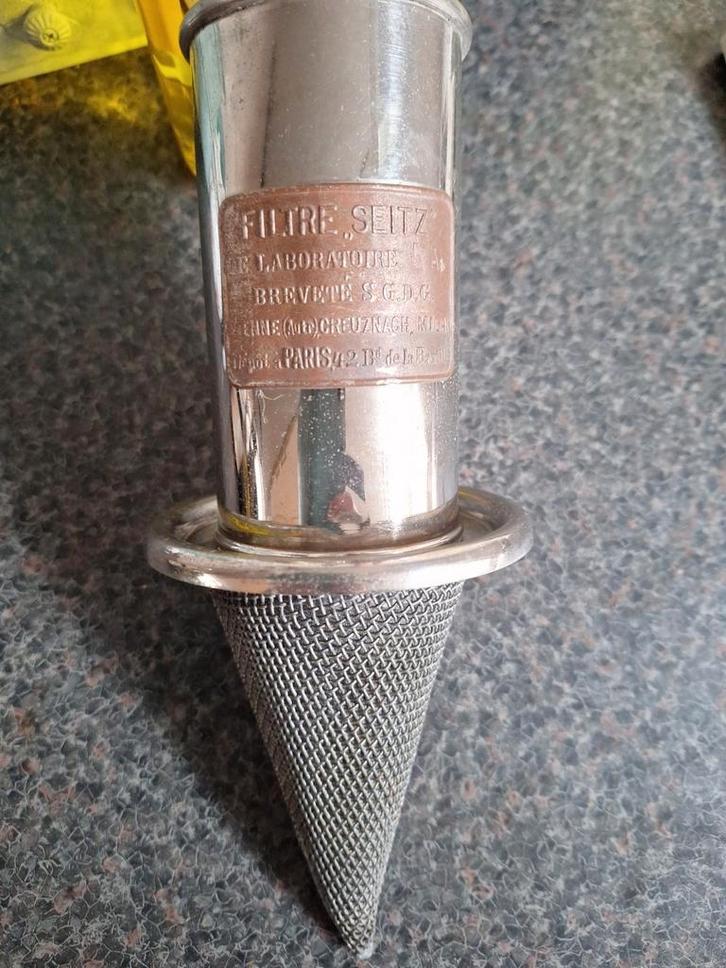 FILTRE „SEITZ”
LABORATOIRE
BREVETÉ S.G.D.G.
CREUZNACH,
PARIS, 42 Bd de la